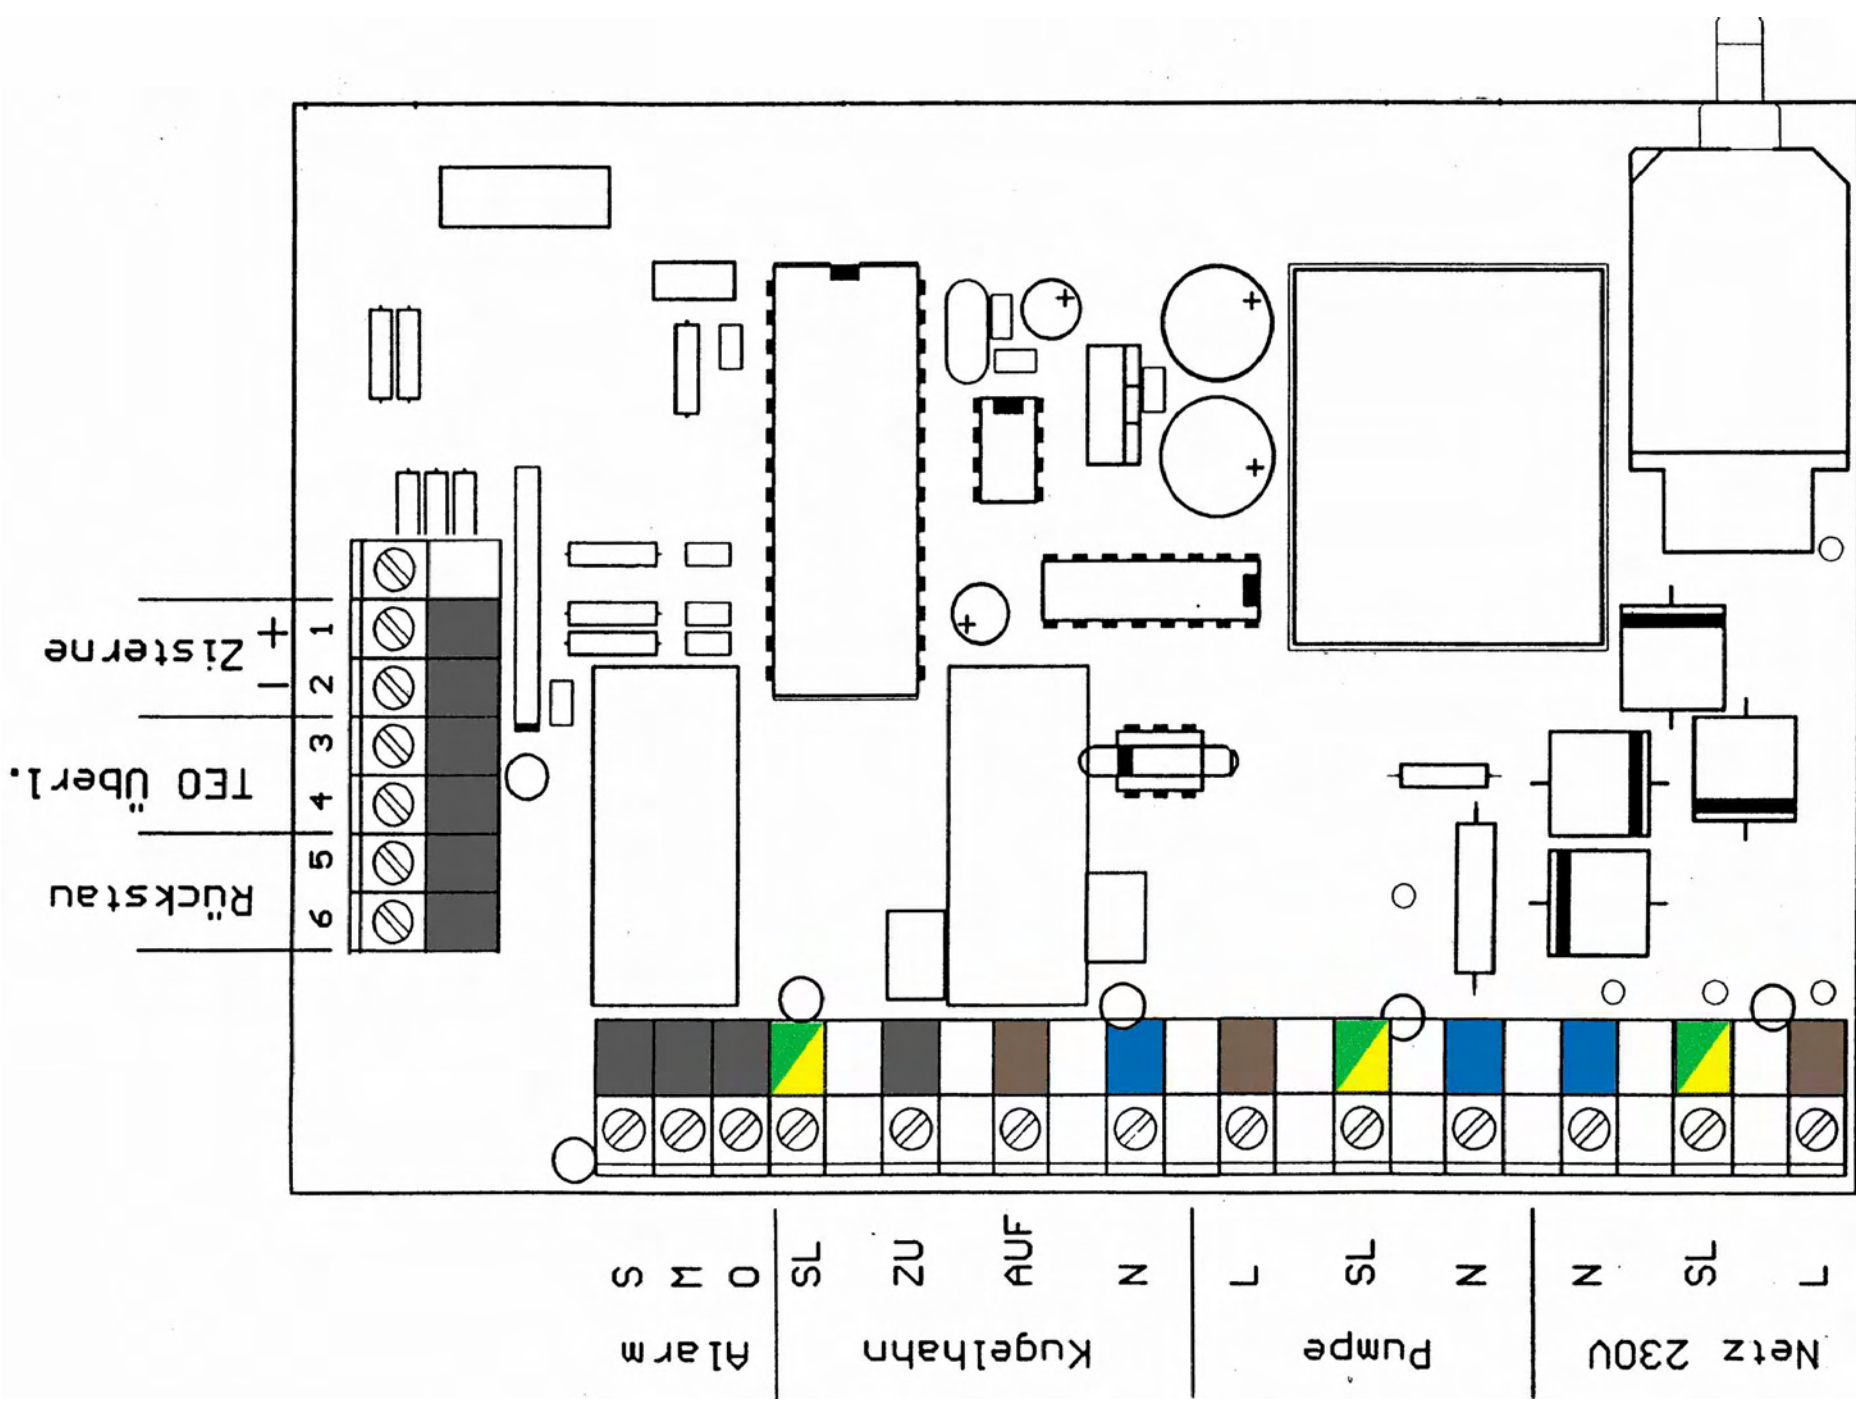 +
Zisterne
-
1
2
TEO Überl.
3
4
Rückstau
5
6
S
M
O
Alarm
SL
ZU
AUF
N
Kugelhahn
L
SL
N
Pumpe
N
SL
L
Netz 230V
+
+
+
+